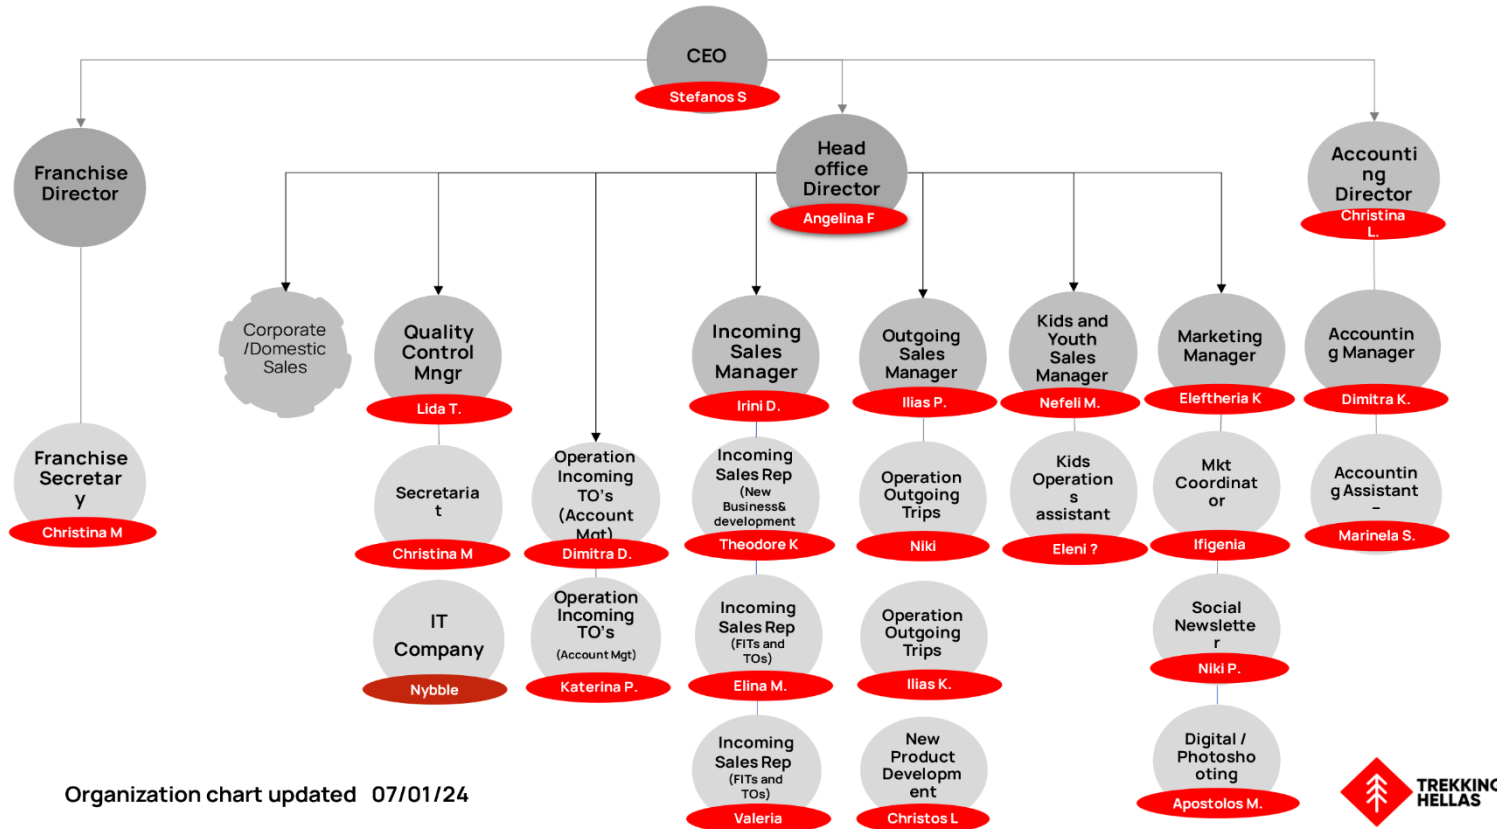 CEO
Stefanos S
Franchise
Director
Head
office
Director
Angelina F
Accounti
ng
Director
Christina
L.
Corporate
/Domestic
Sales
Quality
Control
Mngr
Lida T.
Incoming
Sales
Manager
Irini D.
Outgoing
Sales
Manager
Ilias P.
Kids and
Youth
Sales
Manager
Nefeli M.
Marketing
Manager
Eleftheria K
Accountin
g Manager
Dimitra K.
Franchise
Secretar
y
Christina M
Secretaria
t
Christina M
Operation
Incoming
TO's
(Account
Mgt)
Dimitra D.
Incoming
Sales Rep
(New
Business&
development
Theodore K
Operation
Outgoing
Trips
Niki
Kids
Operation
s
assistant
Eleni ?
Mkt
Coordinat
or
Ifigenia
Accountin
g Assistant
–
Marinela S.
IT
Company
Nybble
Operation
Incoming
TO's
(Account Mgt)
Katerina P.
Incoming
Sales Rep
(FITs and
TOs)
Elina M.
Operation
Outgoing
Trips
Ilias K.
Social
Newslette
r
Niki P.
Incoming
Sales Rep
(FITs and
TOs)
Valeria
New
Product
Developm
ent
Christos L
Digital /
Photosho
oting
Apostolos M.
Organization chart updated 07/01/24
TREKKING
HELLAS